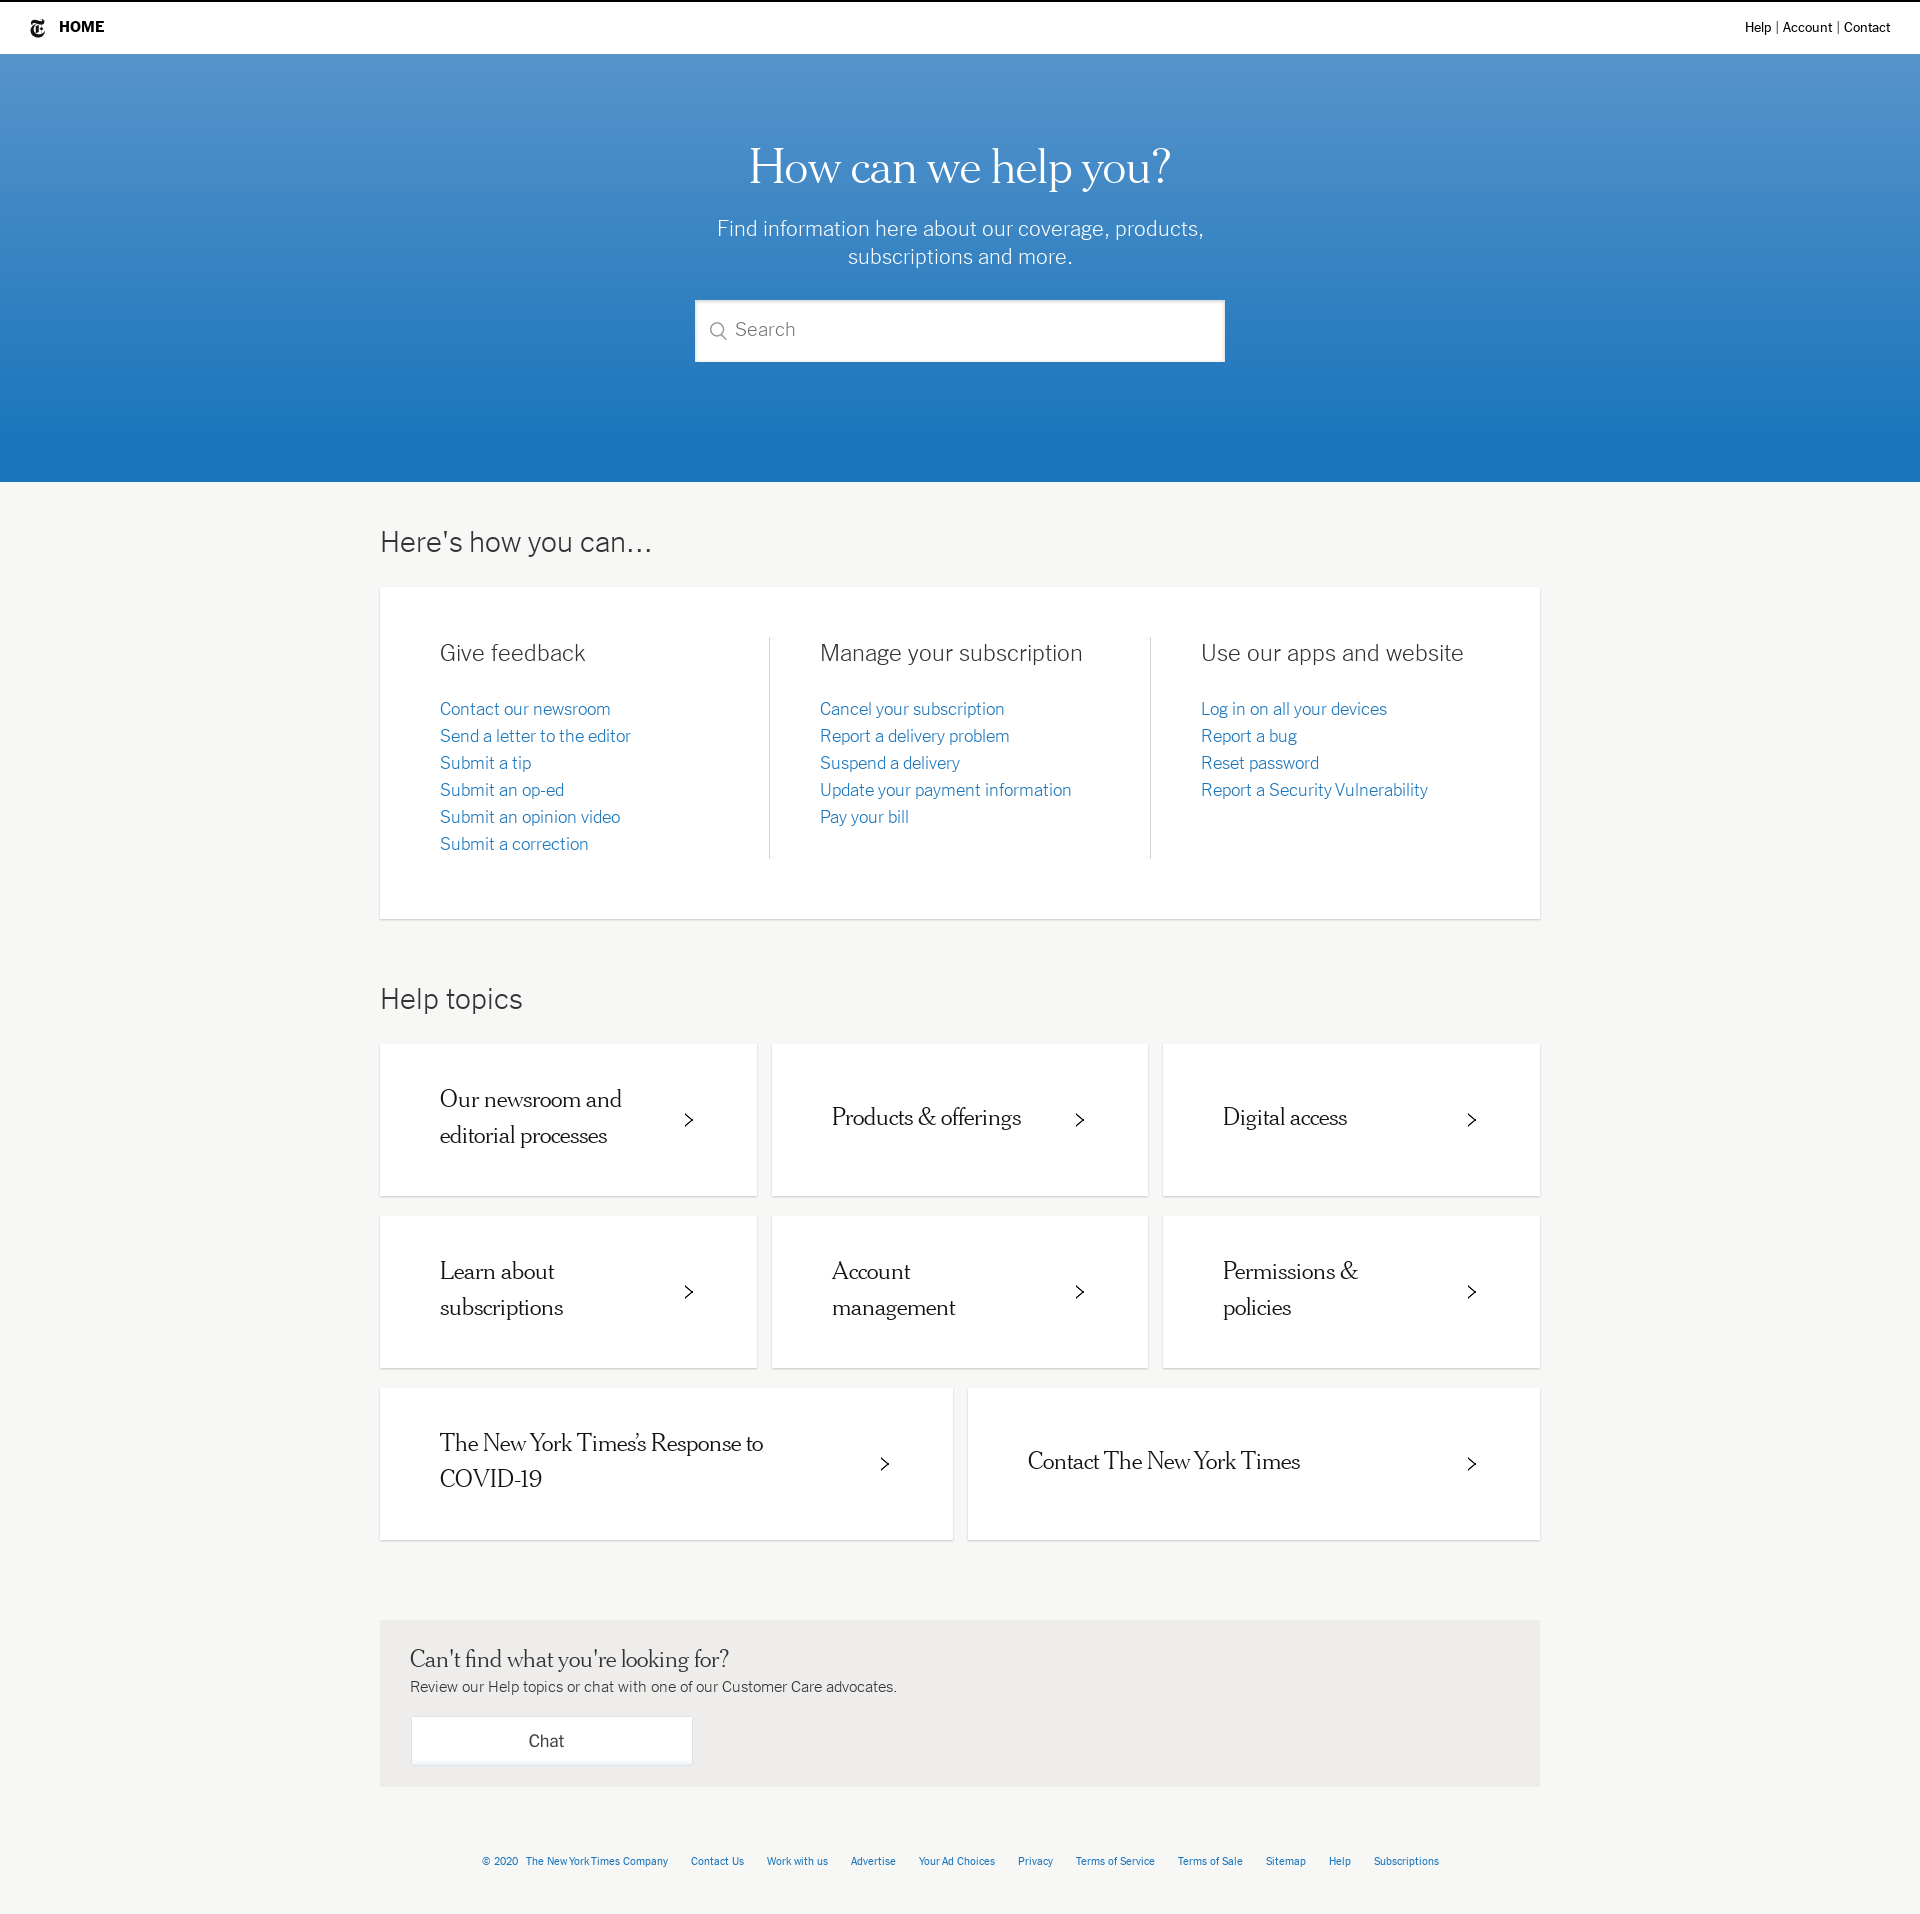 HOME
Help | Account | Contact
How can we help you?
Find information here about our coverage, products,
subscriptions and more.
Search
Here's how you can...
Give feedback
Contact our newsroom
Send a letter to the editor
Submit a tip
Submit an op-ed
Submit an opinion video
Submit a correction
Manage your subscription
Cancel your subscription
Report a delivery problem
Suspend a delivery
Update your payment information
Pay your bill
Use our apps and website
Log in on all your devices
Report a bug
Reset password
Report a Security Vulnerability
Help topics
Our newsroom and
editorial processes
Products & offerings
Digital access
Learn about
subscriptions
Account
management
Permissions &
policies
The New York Times’s Response to
COVID-19
Contact The New York Times
Can't find what you're looking for?
Review our Help topics or chat with one of our Customer Care advocates.
Chat
© 2020 The New York Times Company Contact Us Work with us Advertise Your Ad Choices Privacy Terms of Service Terms of Sale Sitemap Help Subscriptions